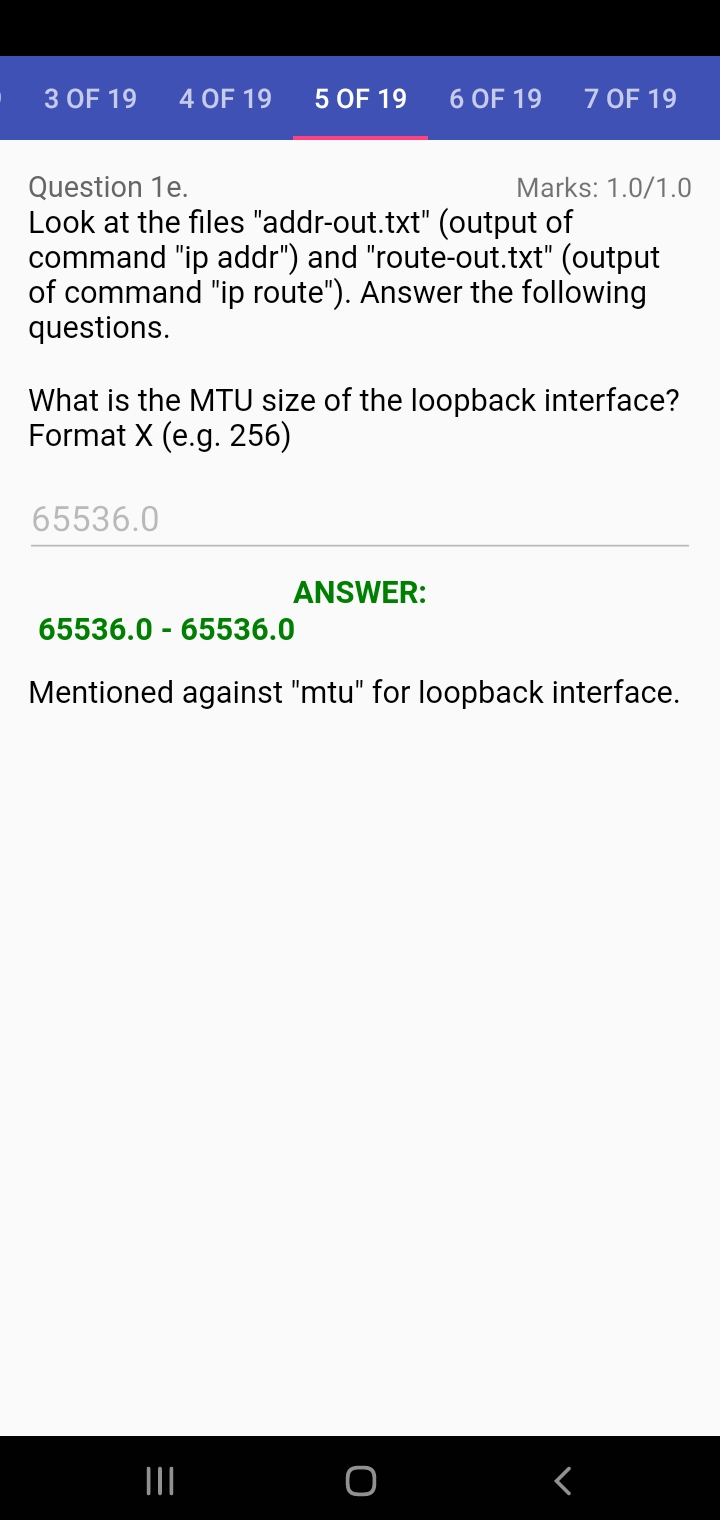 3 OF 19 4 OF 19 5 OF 19 6 OF 19 7 OF 19
Question 1e. Marks: 1.0/1.0
Look at the files "addr-out.txt" (output of
command "ip addr") and "route-out.txt" (output
of command "ip route"). Answer the following
questions.
What is the MTU size of the loopback interface?
Format X (e.g. 256)
65536.0
ANSWER:
65536.0 - 65536.0
Mentioned against "mtu" for loopback interface.